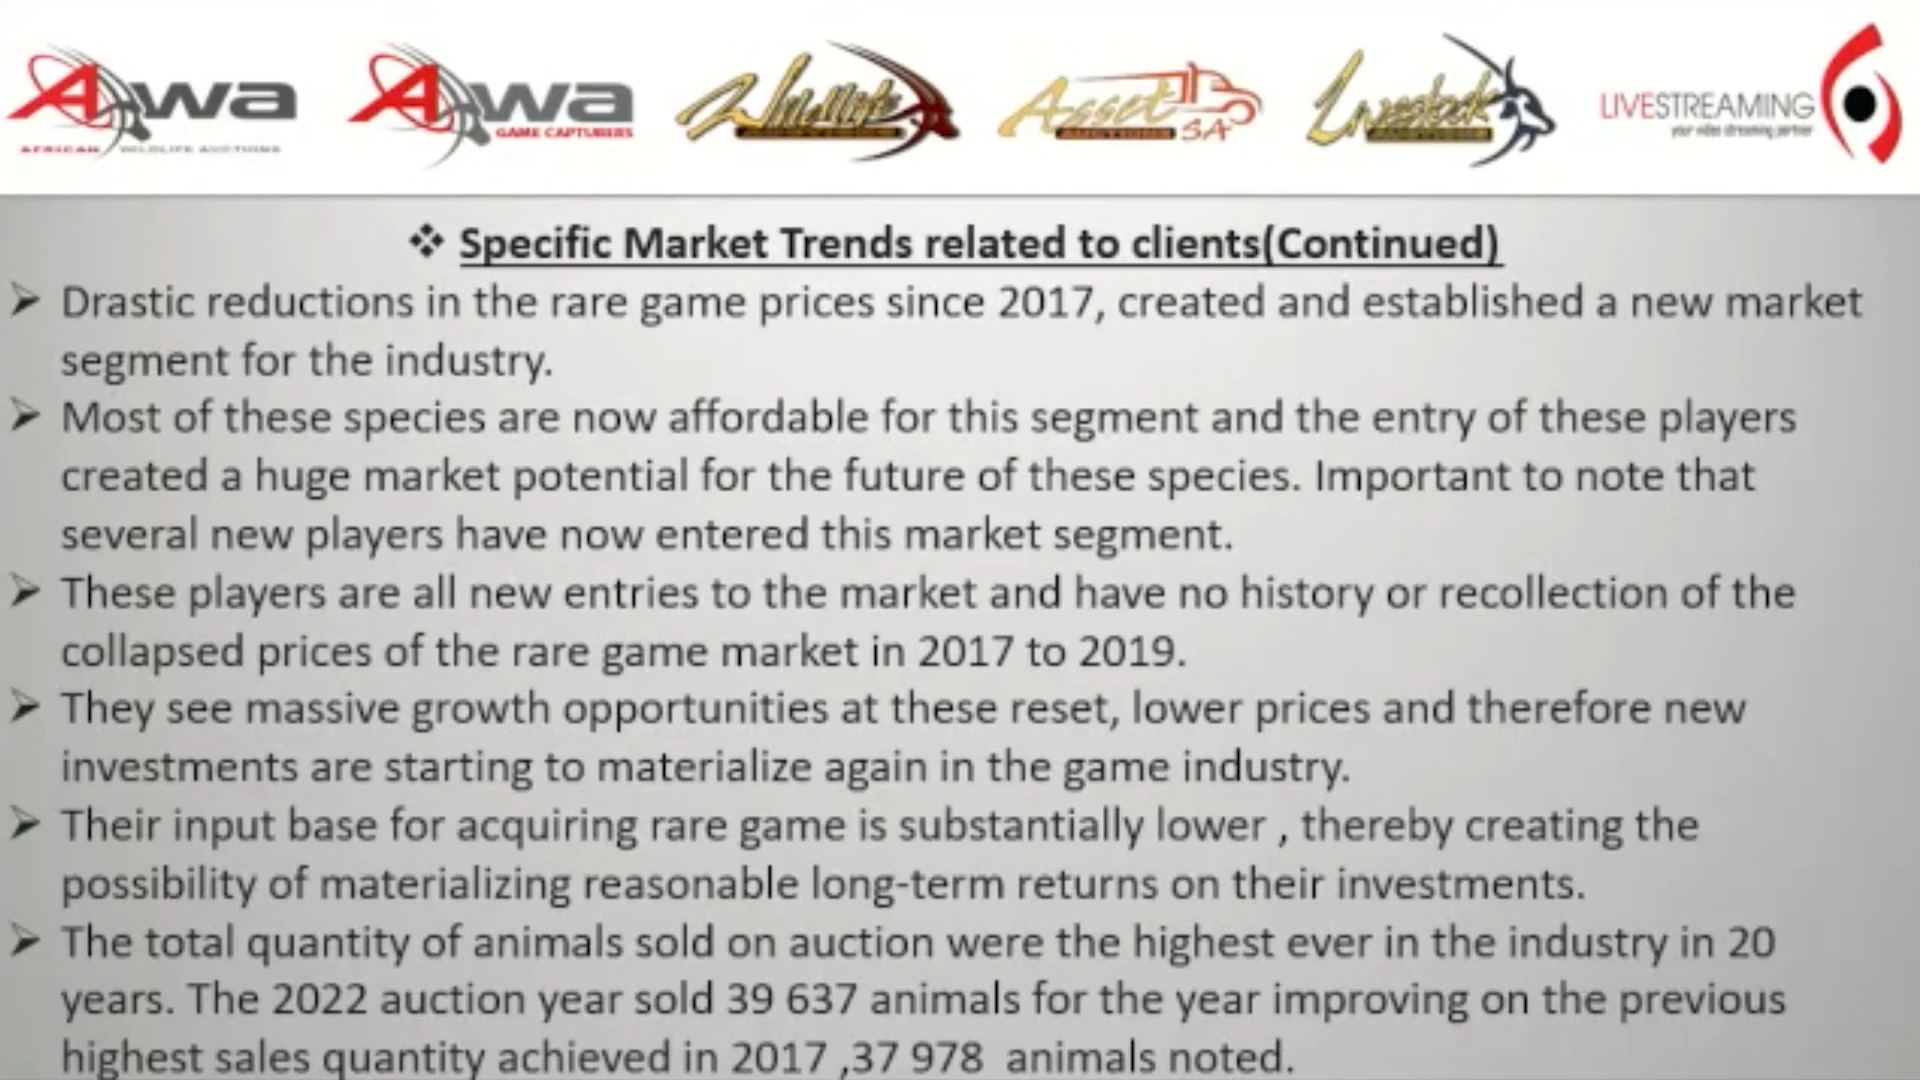 Awa
AFRICAN WILDLIFE AUCTIONS
Awa
GAME CAPTURERS
Wildlife
AUCTIONS
Asset
AUCTIONS SA
Livestock
AUCTIONS
LIVESTREAMING
your video streaming partner
❖ Specific Market Trends related to clients(Continued)
➢ Drastic reductions in the rare game prices since 2017, created and established a new market
segment for the industry.
➢ Most of these species are now affordable for this segment and the entry of these players
created a huge market potential for the future of these species. Important to note that
several new players have now entered this market segment.
➢ These players are all new entries to the market and have no history or recollection of the
collapsed prices of the rare game market in 2017 to 2019.
➢ They see massive growth opportunities at these reset, lower prices and therefore new
investments are starting to materialize again in the game industry.
➢ Their input base for acquiring rare game is substantially lower , thereby creating the
possibility of materializing reasonable long-term returns on their investments.
➢ The total quantity of animals sold on auction were the highest ever in the industry in 20
years. The 2022 auction year sold 39 637 animals for the year improving on the previous
highest sales quantity achieved in 2017 ,37 978 animals noted.